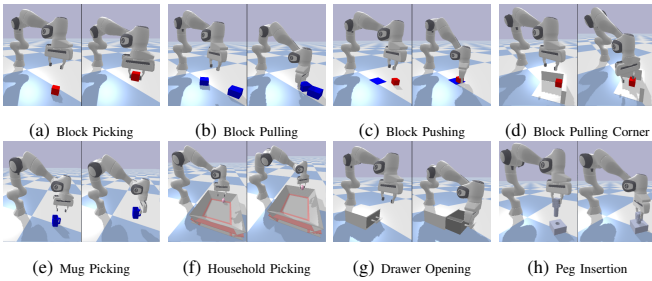 (a) Block Picking
(b) Block Pulling
(c) Block Pushing
(d) Block Pulling Corner
(e) Mug Picking
(f) Household Picking
(g) Drawer Opening
(h) Peg Insertion